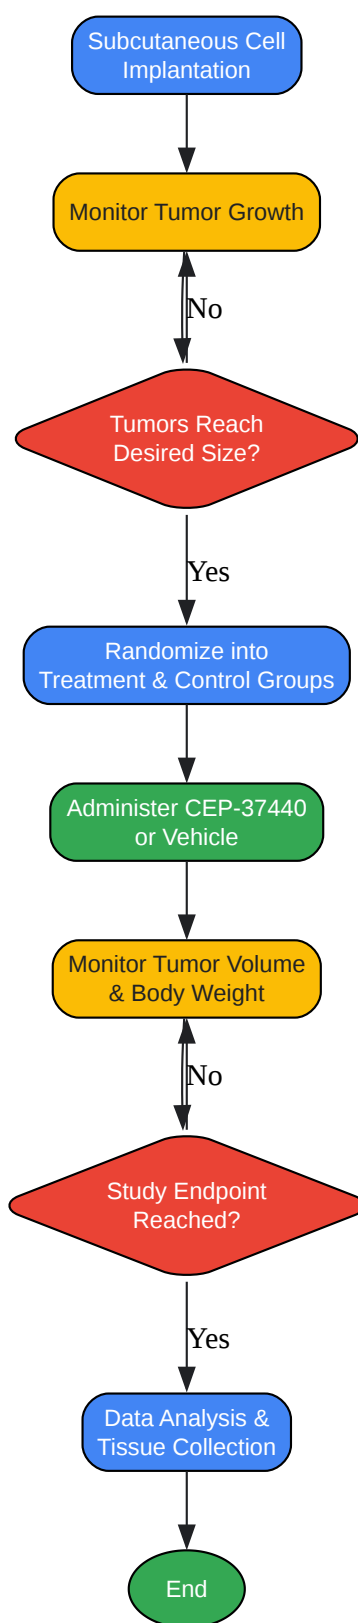 Subcutaneous Cell
Implantation
Monitor Tumor Growth
No
Tumors Reach
Desired Size?
Yes
Randomize into
Treatment & Control Groups
Administer CEP-37440
or Vehicle
Monitor Tumor Volume
& Body Weight
No
Study Endpoint
Reached?
Yes
Data Analysis &
Tissue Collection
End